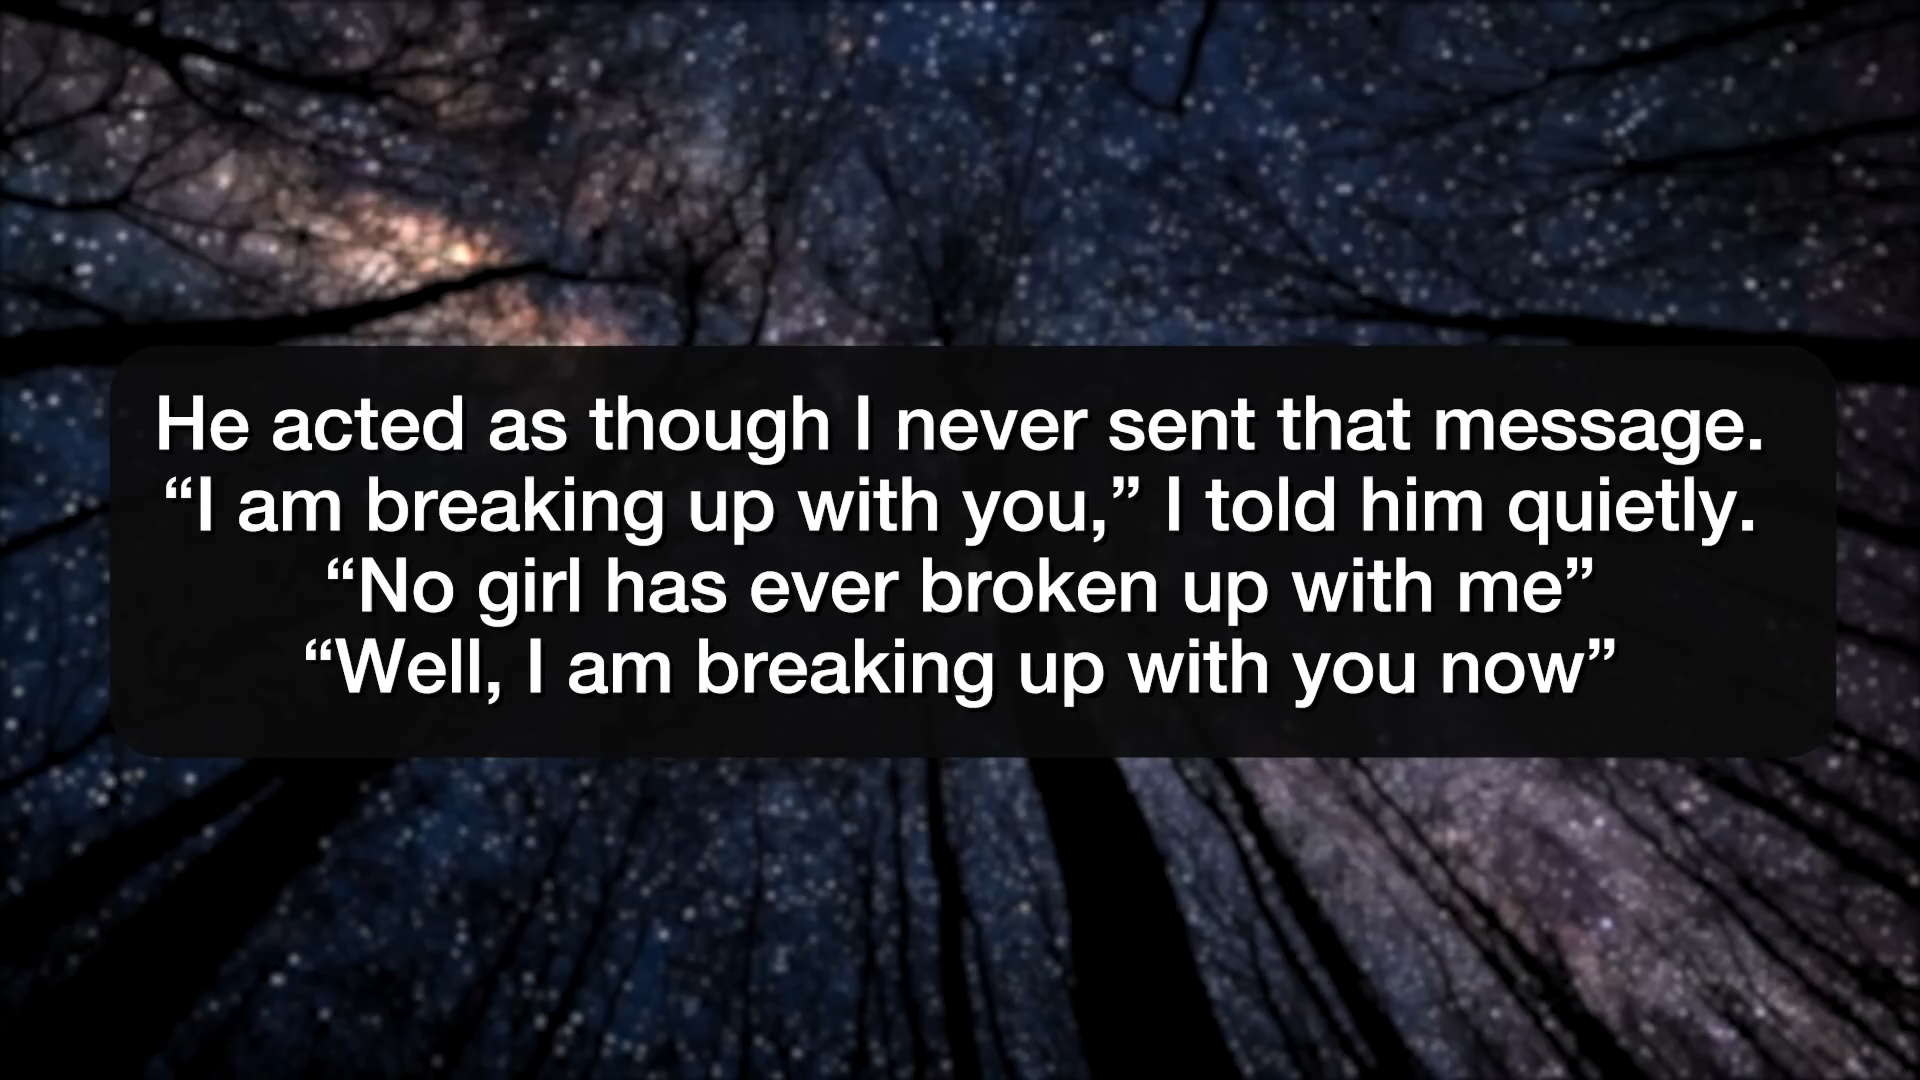 He acted as though I never sent that message.
“I am breaking up with you,” I told him quietly.
“No girl has ever broken up with me”
“Well, I am breaking up with you now”